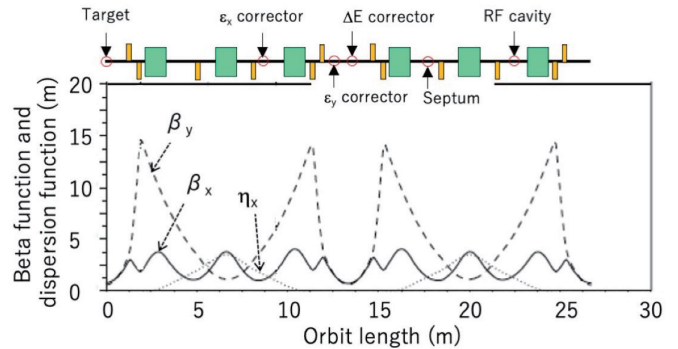 Target
εx corrector
ΔE corrector
RF cavity
εy corrector
Septum
Beta function and
dispersion function (m)
20
15
10
5
0
βy
βx
ηx
0 5 10 15 20 25 30
Orbit length (m)